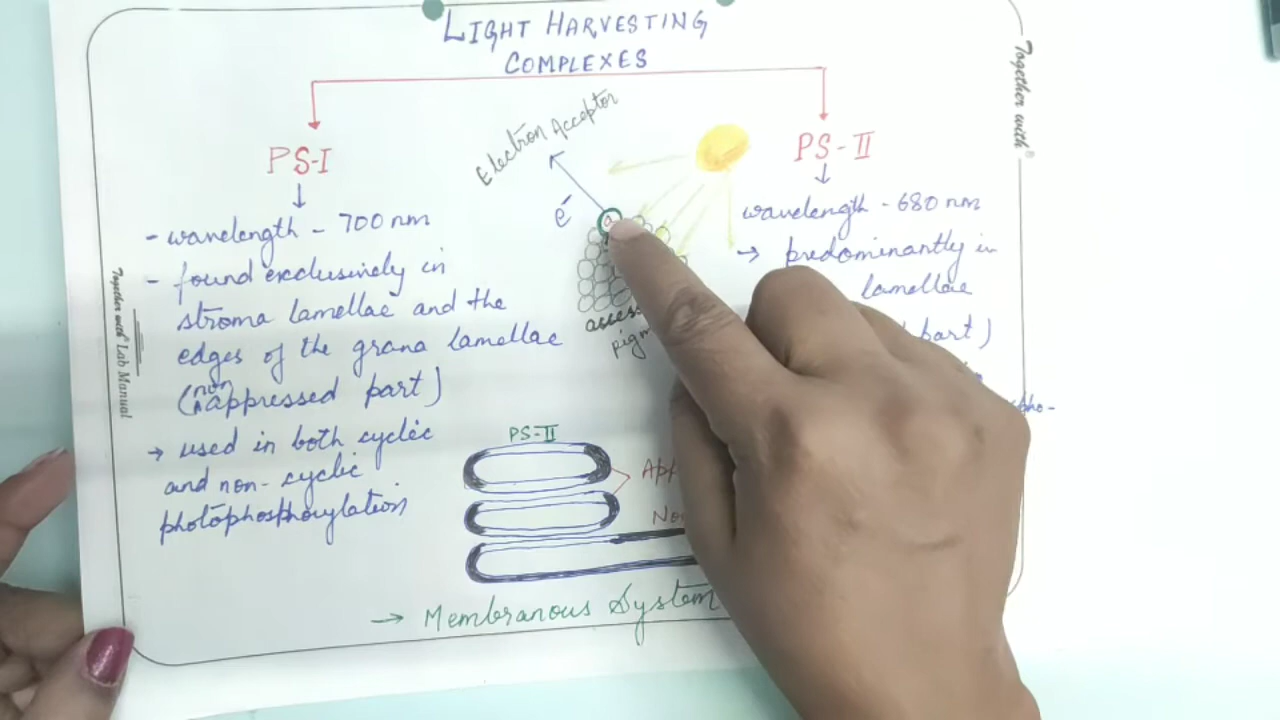 LIGHT HARVESTING
COMPLEXES
PS-I
- wavelength - 700 nm
- found exclusively in
stroma lamellae and the
edges of the grana lamellae
(non appressed part)
→ used in both cyclic
and non-cyclic
photophosphorylation
Electron Acceptor
e⁻
a
PS-II
wavelength - 680 nm
→ predominantly in
lamellae
part)
PS-II
→ Membranous System
Together with®
Together with® Lab Manual